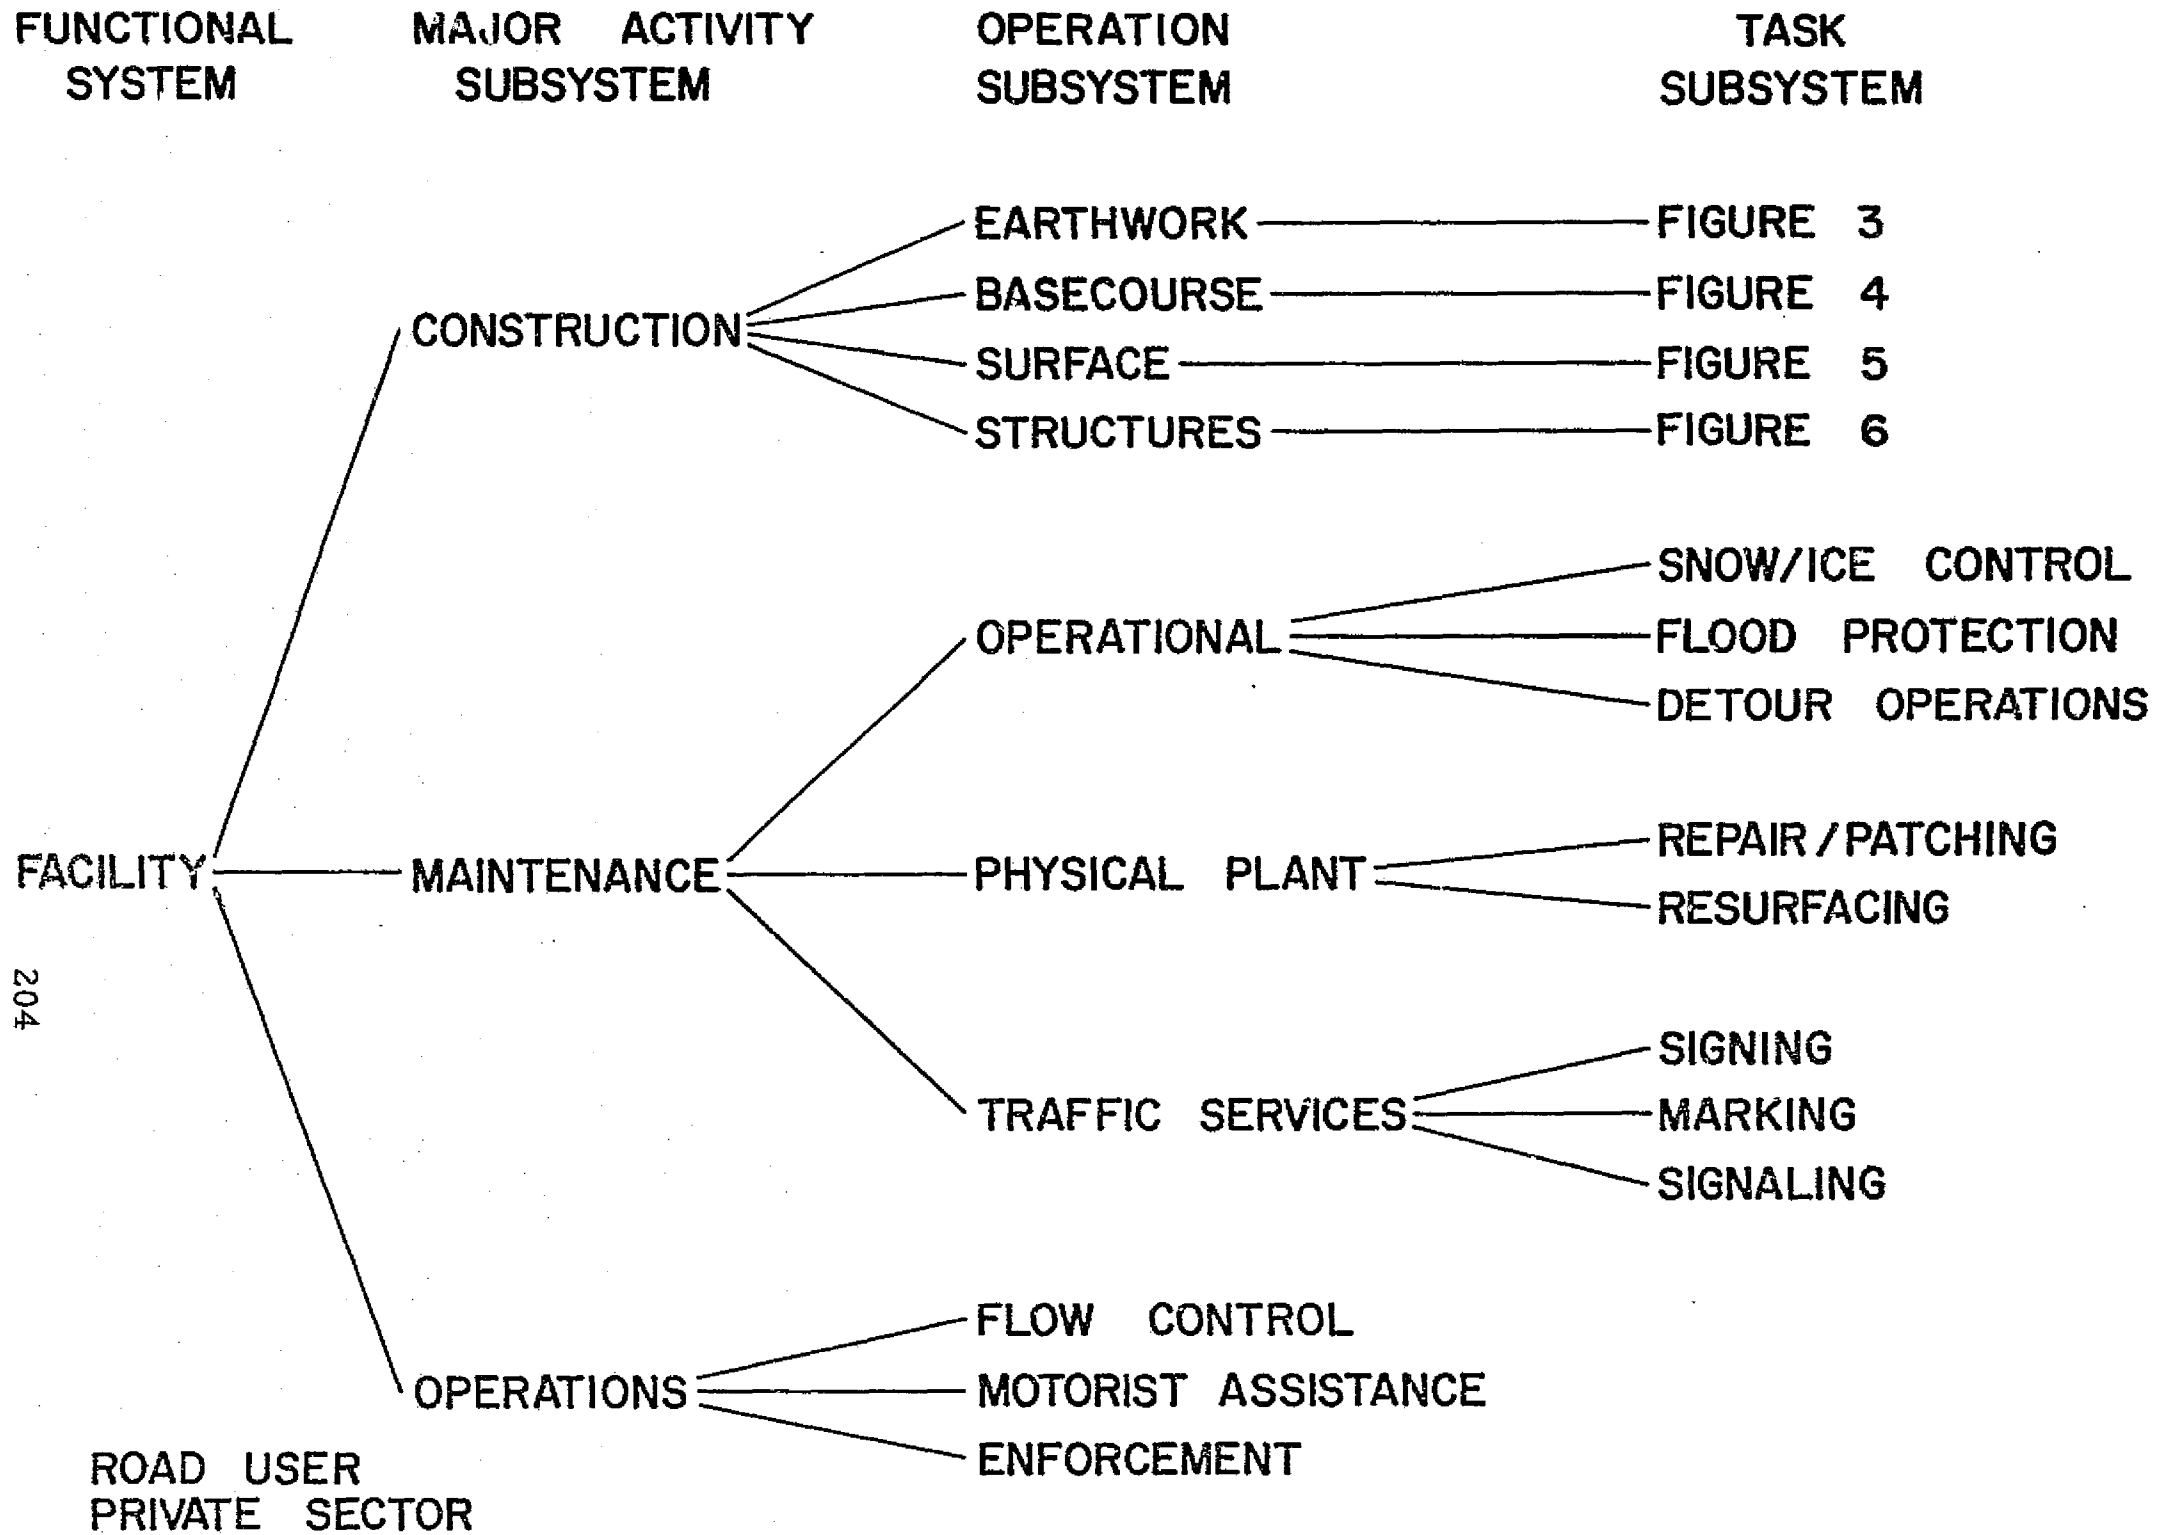 FUNCTIONAL SYSTEM
MAJOR ACTIVITY SUBSYSTEM
OPERATION SUBSYSTEM
TASK SUBSYSTEM
EARTHWORK FIGURE 3
BASECOURSE FIGURE 4
CONSTRUCTION
SURFACE FIGURE 5
STRUCTURES FIGURE 6
SNOW/ICE CONTROL
OPERATIONAL FLOOD PROTECTION
DETOUR OPERATIONS
REPAIR/PATCHING
FACILITY MAINTENANCE PHYSICAL PLANT
RESURFACING
204
SIGNING
TRAFFIC SERVICES MARKING
SIGNALING
FLOW CONTROL
OPERATIONS MOTORIST ASSISTANCE
ENFORCEMENT
ROAD USER
PRIVATE SECTOR